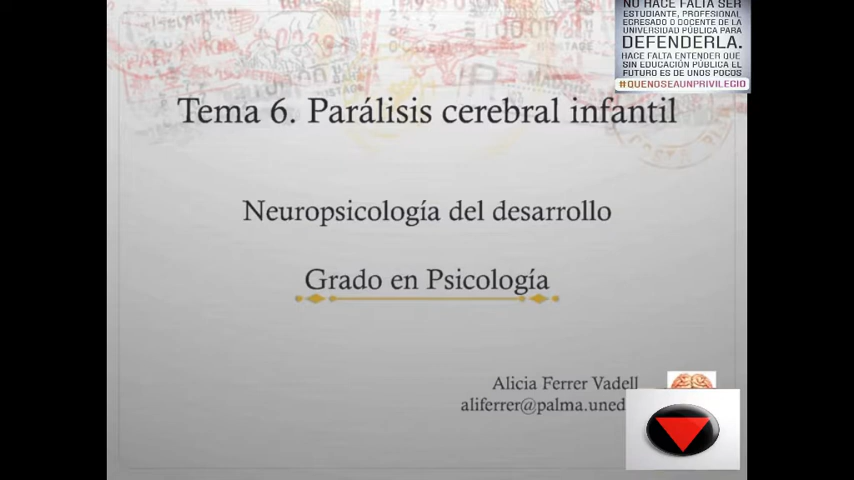 NO HACE FALTA SER
ESTUDIANTE, PROFESIONAL
EGRESADO O DOCENTE DE LA
UNIVERSIDAD PÚBLICA PARA
DEFENDERLA.
HACE FALTA ENTENDER QUE
SIN EDUCACIÓN PÚBLICA EL
FUTURO ES DE UNOS POCOS
#QUENOSEAUNPRIVILEGIO
Tema 6. Parálisis cerebral infantil
Neuropsicología del desarrollo
Grado en Psicología
Alicia Ferrer Vadell
aliferrer@palma.uned